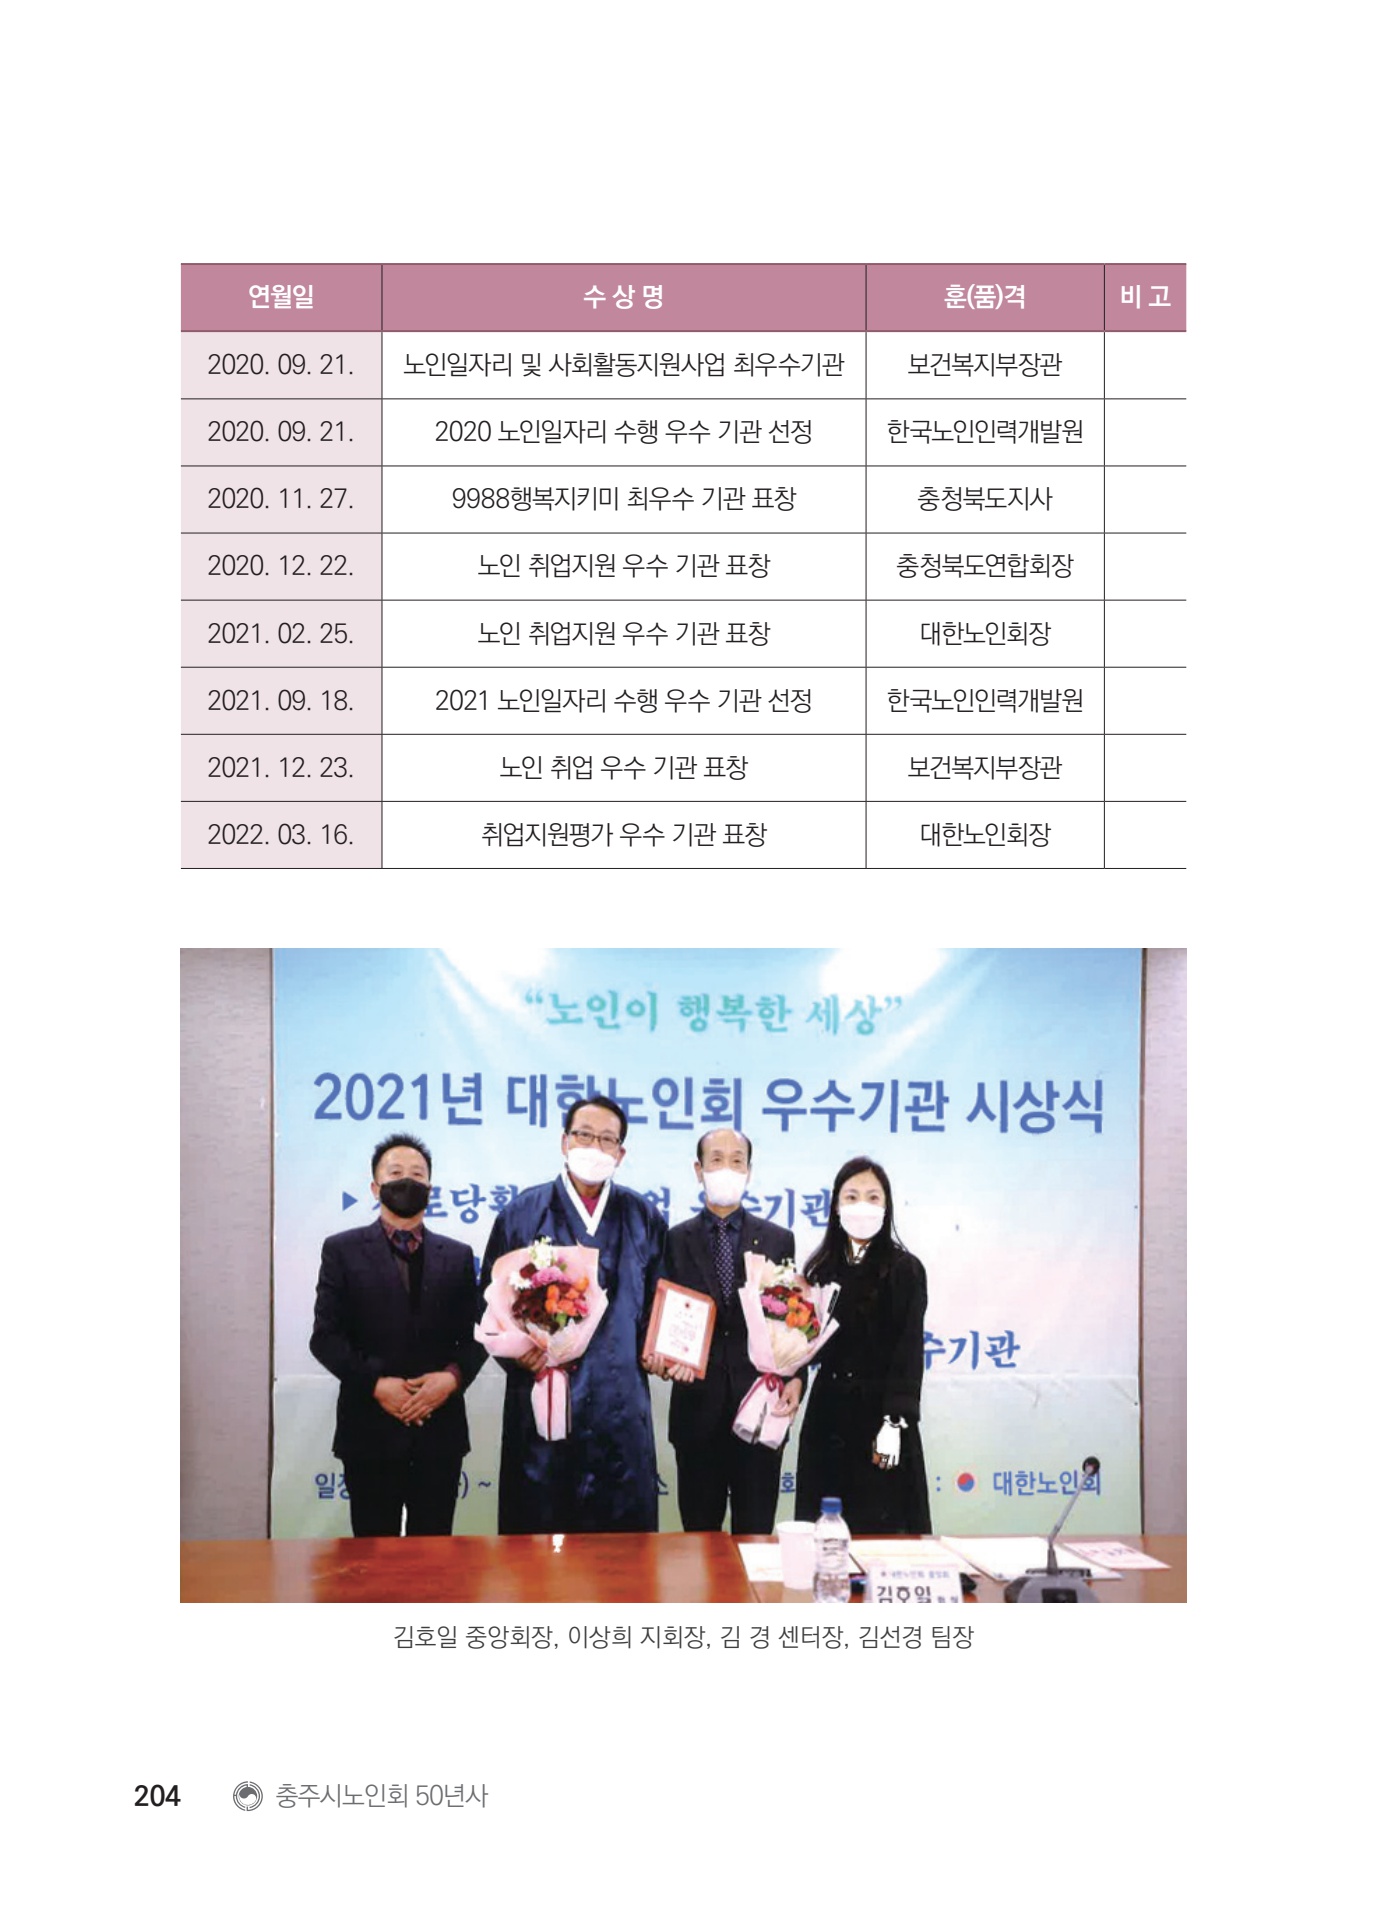 연월일 수 상 명 훈(품)격 비 고
2020. 09. 21. 노인일자리 및 사회활동지원사업 최우수기관 보건복지부장관
2020. 09. 21. 2020 노인일자리 수행 우수 기관 선정 한국노인인력개발원
2020. 11. 27. 9988행복지키미 최우수 기관 표창 충청북도지사
2020. 12. 22. 노인 취업지원 우수 기관 표창 충청북도연합회장
2021. 02. 25. 노인 취업지원 우수 기관 표창 대한노인회장
2021. 09. 18. 2021 노인일자리 수행 우수 기관 선정 한국노인인력개발원
2021. 12. 23. 노인 취업 우수 기관 표창 보건복지부장관
2022. 03. 16. 취업지원평가 우수 기관 표창 대한노인회장
“노인이 행복한 세상”
2021년 대한노인회 우수기관 시상식
로당 수기관
수기관
: 대한노인회
김호일
김호일 중앙회장, 이상희 지회장, 김 경 센터장, 김선경 팀장
204 충주시노인회 50년사